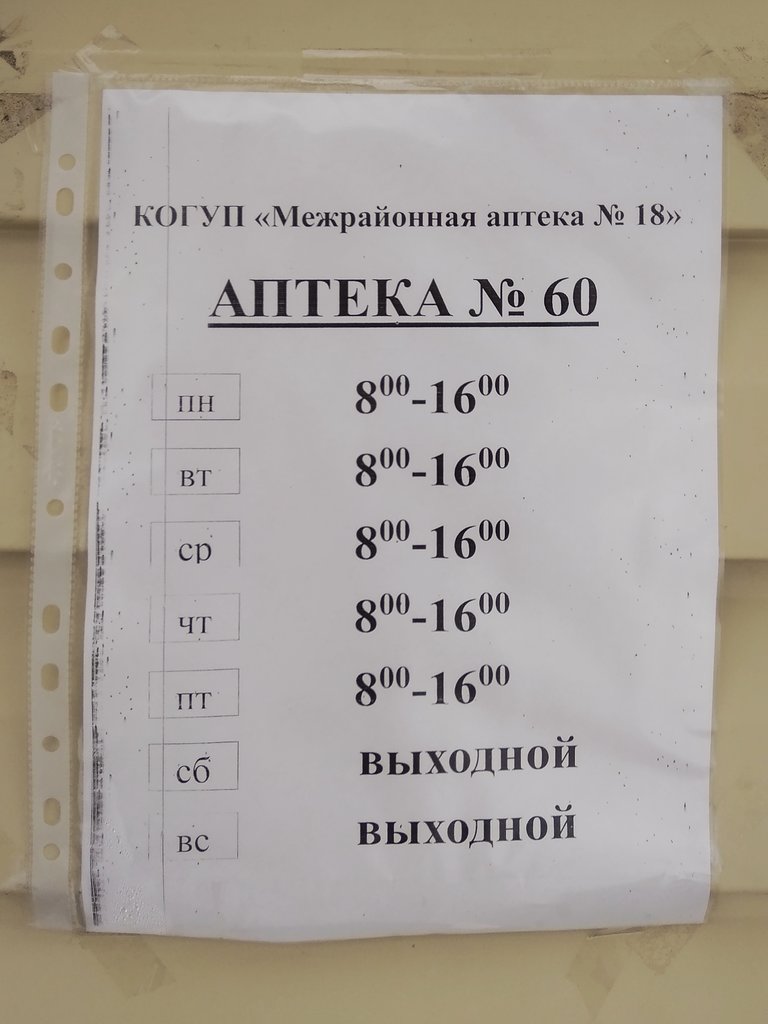 КОГУП «Межрайонная аптека № 18»
АПТЕКА № 60
пн 8⁰⁰-16⁰⁰
вт 8⁰⁰-16⁰⁰
ср 8⁰⁰-16⁰⁰
чт 8⁰⁰-16⁰⁰
пт 8⁰⁰-16⁰⁰
сб выходной
вс выходной